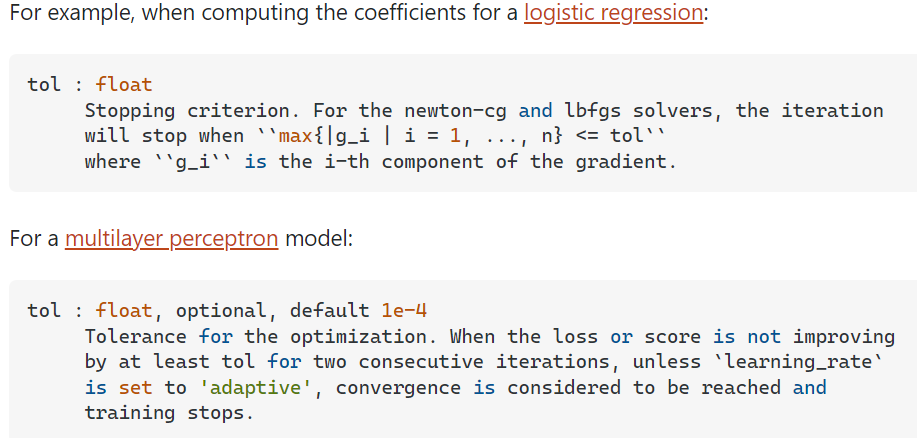 For example, when computing the coefficients for a logistic regression:
tol : float
Stopping criterion. For the newton-cg and lbfgs solvers, the iteration
will stop when ``max{|g_i | i = 1, ..., n} <= tol``
where ``g_i`` is the i-th component of the gradient.
For a multilayer perceptron model:
tol : float, optional, default 1e-4
Tolerance for the optimization. When the loss or score is not improving
by at least tol for two consecutive iterations, unless `learning_rate`
is set to 'adaptive', convergence is considered to be reached and
training stops.